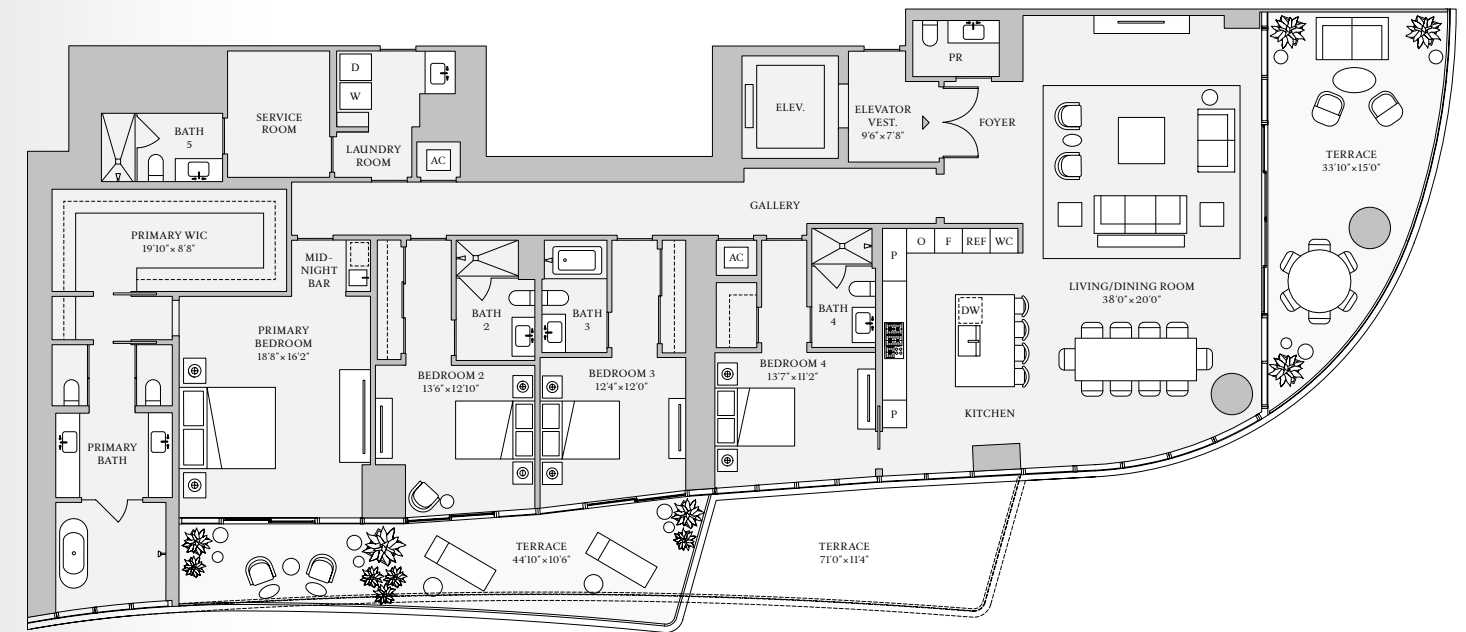 PR
D
W
ELEV.
ELEVATOR
VEST.
9'6"×7'8"
FOYER
SERVICE
ROOM
BATH
5
LAUNDRY
ROOM
AC
TERRACE
33'10"×15'0"
GALLERY
PRIMARY WIC
19'10"×8'8"
MID-
NIGHT
BAR
AC
P
O
F
REF
WC
LIVING/DINING ROOM
38'0"×20'0"
BATH
2
BATH
3
BATH
4
DW
PRIMARY
BEDROOM
18'8"×16'2"
BEDROOM 2
13'6"×12'10"
BEDROOM 3
12'4"×12'0"
BEDROOM 4
13'7"×11'2"
P
KITCHEN
PRIMARY
BATH
TERRACE
44'10"×10'6"
TERRACE
71'0"×11'4"